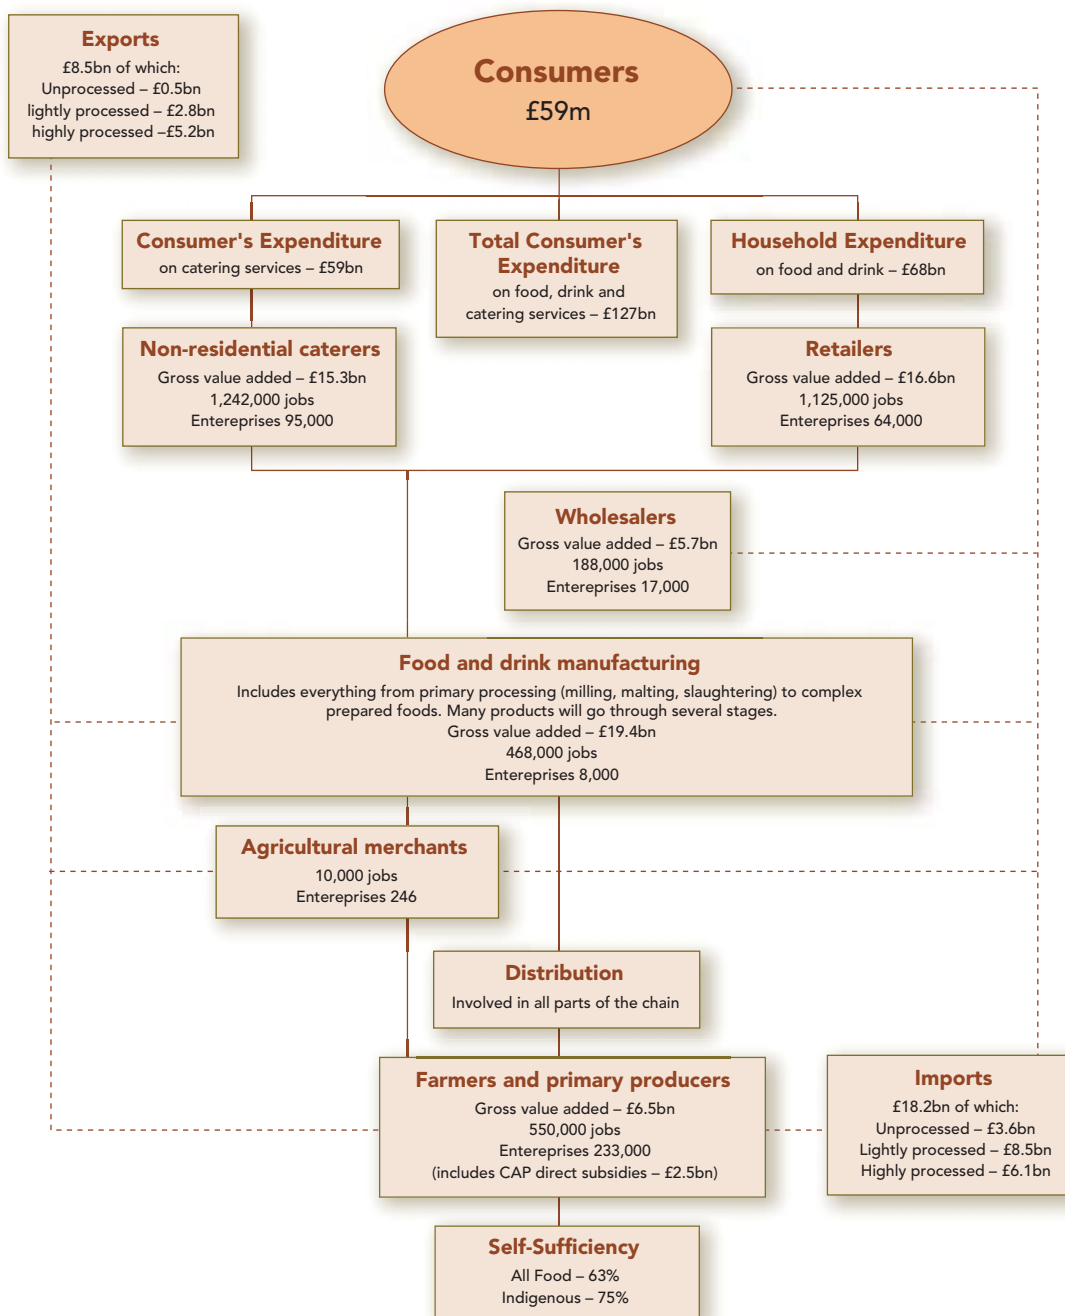 Exports
£8.5bn of which:
Unprocessed – £0.5bn
lightly processed – £2.8bn
highly processed –£5.2bn
Consumers
£59m
Consumer's Expenditure
on catering services – £59bn
Total Consumer's
Expenditure
on food, drink and
catering services – £127bn
Household Expenditure
on food and drink – £68bn
Non-residential caterers
Gross value added – £15.3bn
1,242,000 jobs
Entereprises 95,000
Retailers
Gross value added – £16.6bn
1,125,000 jobs
Entereprises 64,000
Wholesalers
Gross value added – £5.7bn
188,000 jobs
Entereprises 17,000
Food and drink manufacturing
Includes everything from primary processing (milling, malting, slaughtering) to complex
prepared foods. Many products will go through several stages.
Gross value added – £19.4bn
468,000 jobs
Entereprises 8,000
Agricultural merchants
10,000 jobs
Entereprises 246
Distribution
Involved in all parts of the chain
Farmers and primary producers
Gross value added – £6.5bn
550,000 jobs
Entereprises 233,000
(includes CAP direct subsidies – £2.5bn)
Imports
£18.2bn of which:
Unprocessed – £3.6bn
Lightly processed – £8.5bn
Highly processed – £6.1bn
Self-Sufficiency
All Food – 63%
Indigenous – 75%